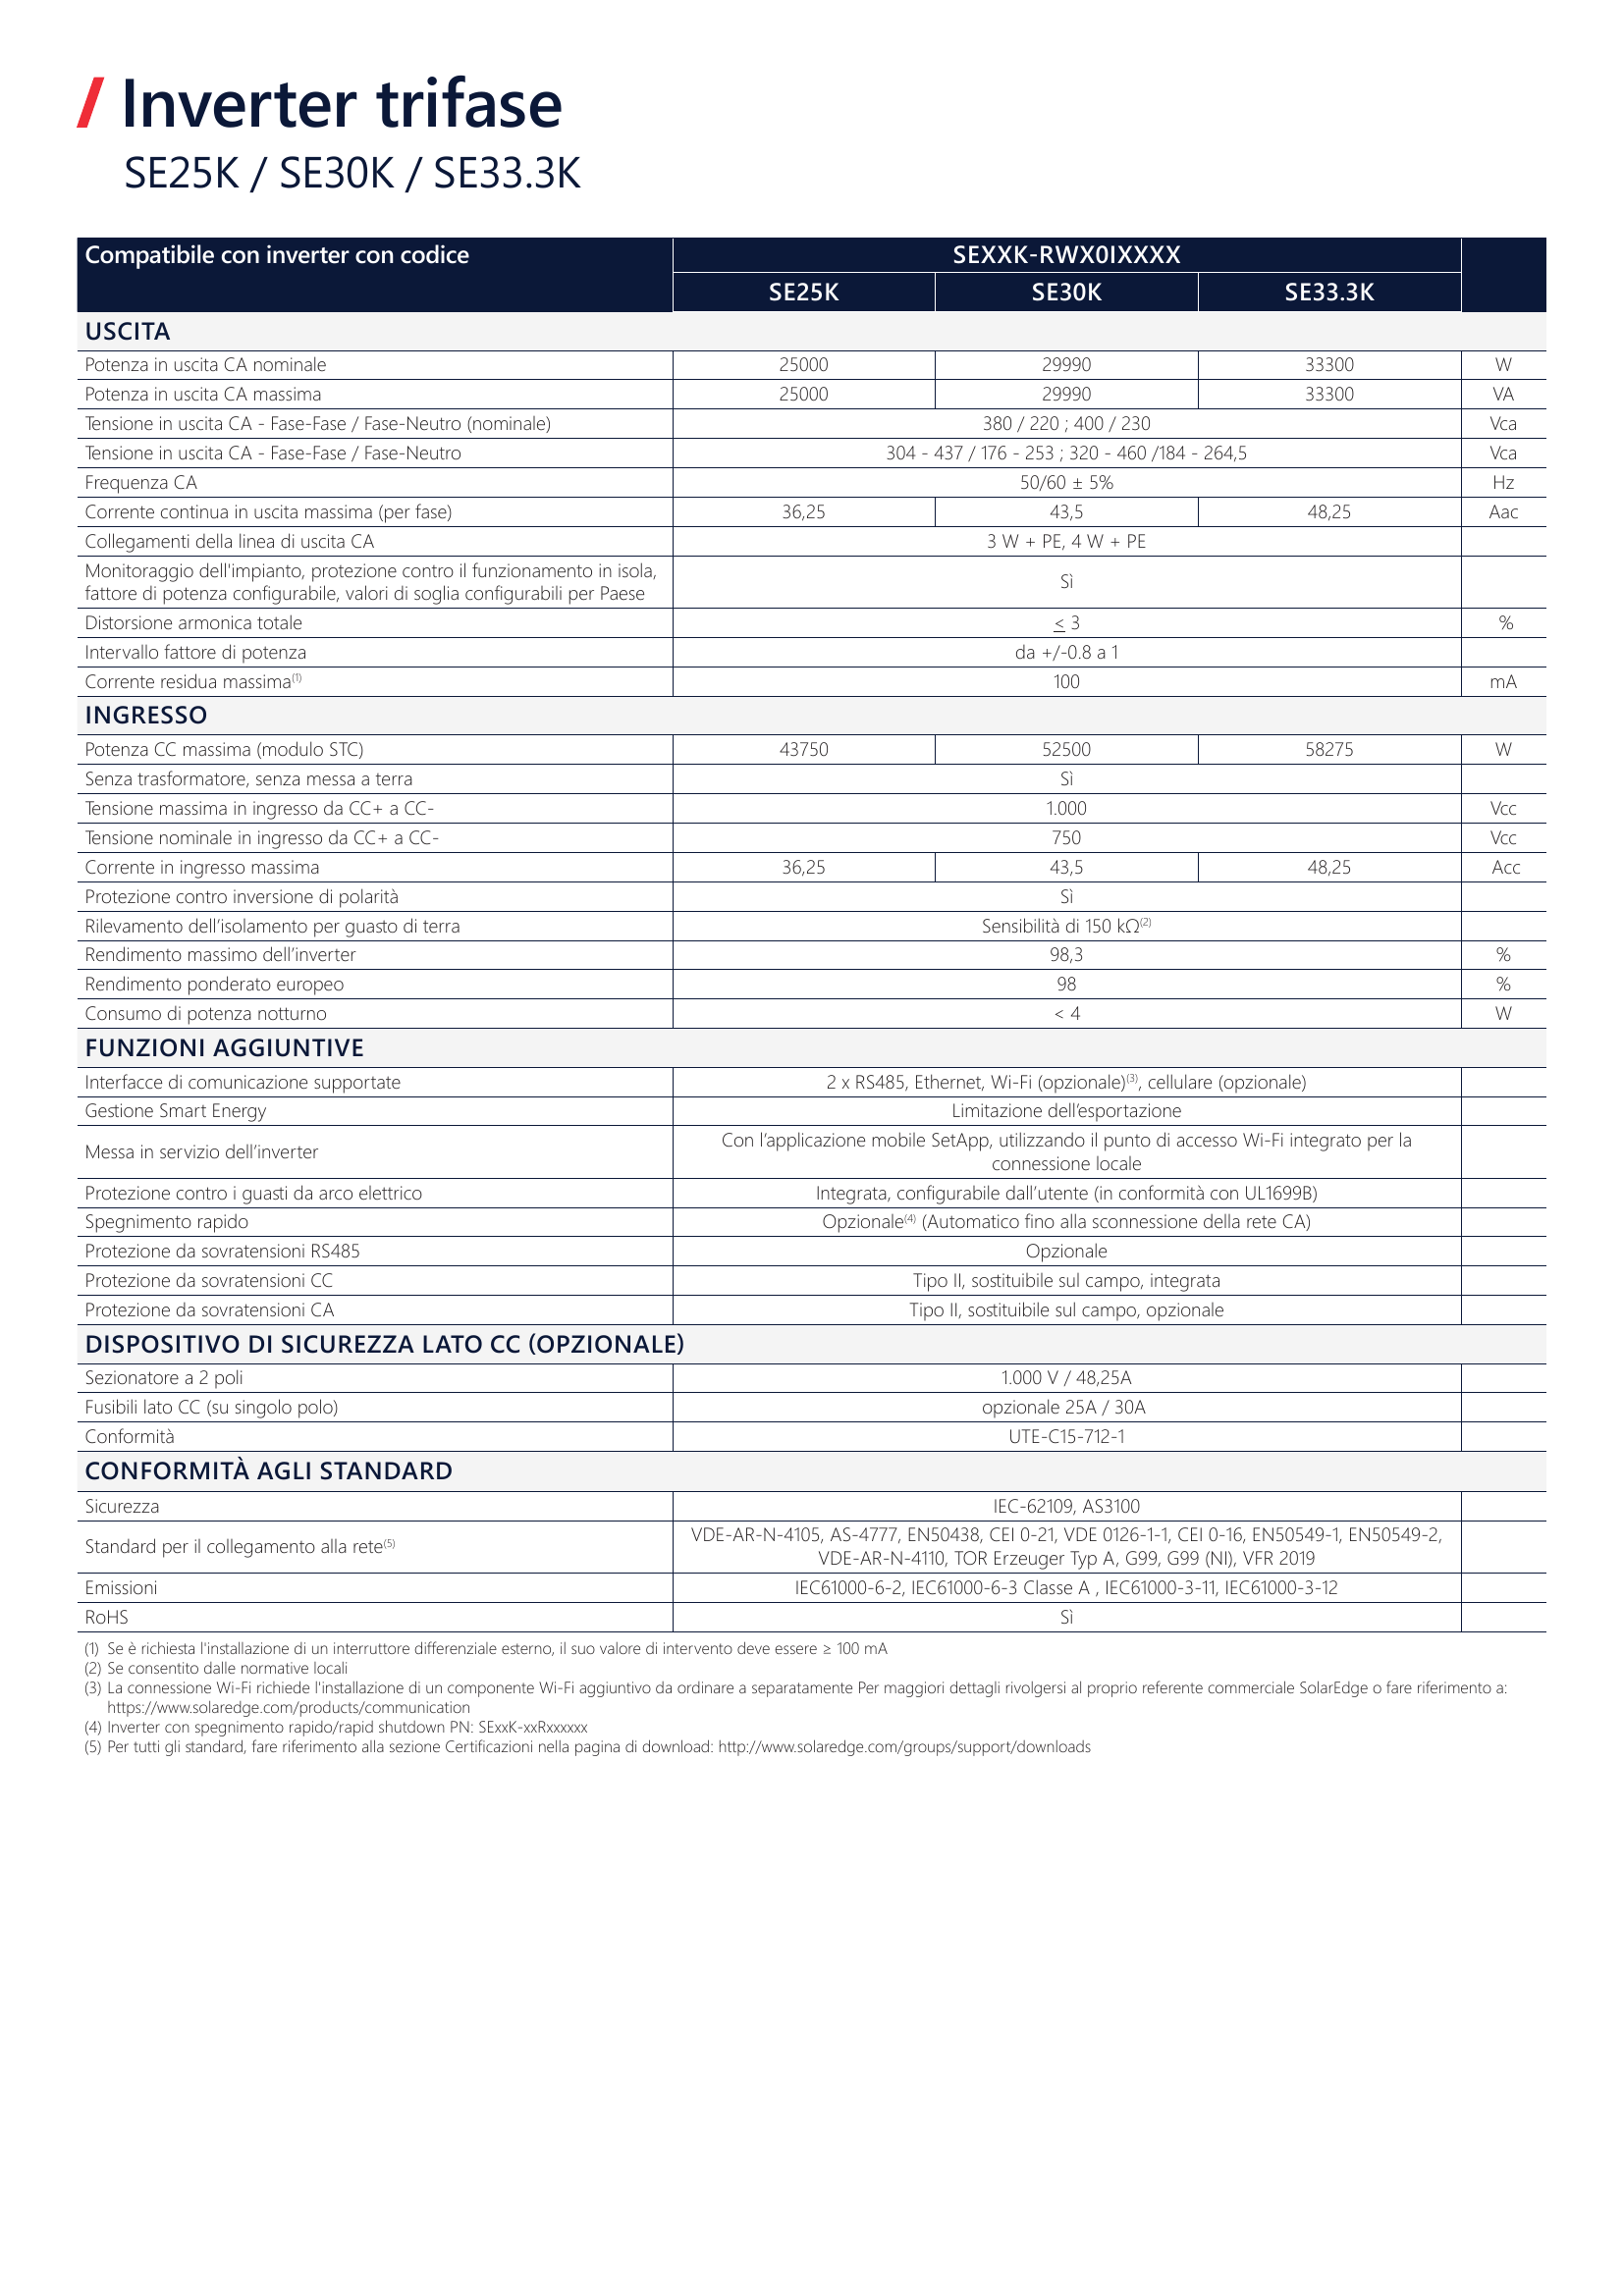 / Inverter trifase
SE25K / SE30K / SE33.3K
Compatibile con inverter con codice SEXXK-RWX0IXXXX
SE25K SE30K SE33.3K
USCITA
Potenza in uscita CA nominale 25000 29990 33300 W
Potenza in uscita CA massima 25000 29990 33300 VA
Tensione in uscita CA - Fase-Fase / Fase-Neutro (nominale) 380 / 220 ; 400 / 230 Vca
Tensione in uscita CA - Fase-Fase / Fase-Neutro 304 - 437 / 176 - 253 ; 320 - 460 /184 - 264,5 Vca
Frequenza CA 50/60 ± 5% Hz
Corrente continua in uscita massima (per fase) 36,25 43,5 48,25 Aac
Collegamenti della linea di uscita CA 3 W + PE, 4 W + PE
Monitoraggio dell'impianto, protezione contro il funzionamento in isola,
fattore di potenza configurabile, valori di soglia configurabili per Paese Sì
Distorsione armonica totale ≤ 3 %
Intervallo fattore di potenza da +/-0.8 a 1
Corrente residua massima(1) 100 mA
INGRESSO
Potenza CC massima (modulo STC) 43750 52500 58275 W
Senza trasformatore, senza messa a terra Sì
Tensione massima in ingresso da CC+ a CC- 1.000 Vcc
Tensione nominale in ingresso da CC+ a CC- 750 Vcc
Corrente in ingresso massima 36,25 43,5 48,25 Acc
Protezione contro inversione di polarità Sì
Rilevamento dell’isolamento per guasto di terra Sensibilità di 150 kΩ(2)
Rendimento massimo dell’inverter 98,3 %
Rendimento ponderato europeo 98 %
Consumo di potenza notturno < 4 W
FUNZIONI AGGIUNTIVE
Interfacce di comunicazione supportate 2 x RS485, Ethernet, Wi-Fi (opzionale)(3), cellulare (opzionale)
Gestione Smart Energy Limitazione dell’esportazione
Messa in servizio dell’inverter Con l’applicazione mobile SetApp, utilizzando il punto di accesso Wi-Fi integrato per la
connessione locale
Protezione contro i guasti da arco elettrico Integrata, configurabile dall’utente (in conformità con UL1699B)
Spegnimento rapido Opzionale(4) (Automatico fino alla sconnessione della rete CA)
Protezione da sovratensioni RS485 Opzionale
Protezione da sovratensioni CC Tipo II, sostituibile sul campo, integrata
Protezione da sovratensioni CA Tipo II, sostituibile sul campo, opzionale
DISPOSITIVO DI SICUREZZA LATO CC (OPZIONALE)
Sezionatore a 2 poli 1.000 V / 48,25A
Fusibili lato CC (su singolo polo) opzionale 25A / 30A
Conformità UTE-C15-712-1
CONFORMITÀ AGLI STANDARD
Sicurezza IEC-62109, AS3100
Standard per il collegamento alla rete(5) VDE-AR-N-4105, AS-4777, EN50438, CEI 0-21, VDE 0126-1-1, CEI 0-16, EN50549-1, EN50549-2,
VDE-AR-N-4110, TOR Erzeuger Typ A, G99, G99 (NI), VFR 2019
Emissioni IEC61000-6-2, IEC61000-6-3 Classe A , IEC61000-3-11, IEC61000-3-12
RoHS Sì
(1) Se è richiesta l'installazione di un interruttore differenziale esterno, il suo valore di intervento deve essere ≥ 100 mA
(2) Se consentito dalle normative locali
(3) La connessione Wi-Fi richiede l'installazione di un componente Wi-Fi aggiuntivo da ordinare a separatamente Per maggiori dettagli rivolgersi al proprio referente commerciale SolarEdge o fare riferimento a:
https://www.solaredge.com/products/communication
(4) Inverter con spegnimento rapido/rapid shutdown PN: SExxK-xxRxxxxxx
(5) Per tutti gli standard, fare riferimento alla sezione Certificazioni nella pagina di download: http://www.solaredge.com/groups/support/downloads